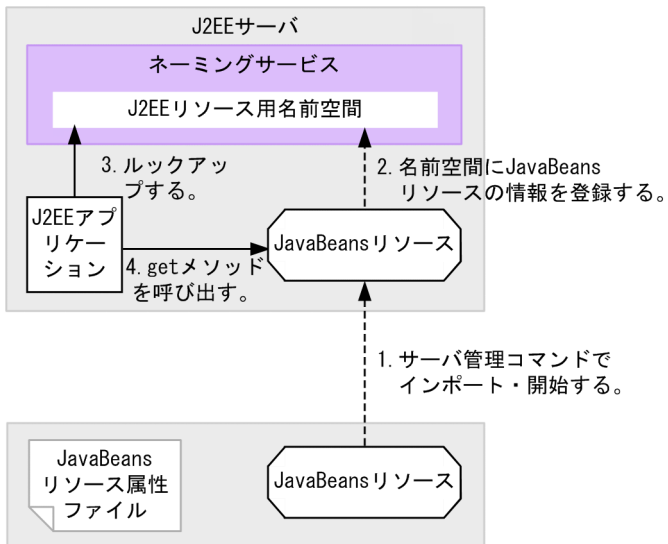 J2EEサーバ
ネーミングサービス
J2EEリソース用名前空間
3. ルックアッ
プする。
2. 名前空間にJavaBeans
リソースの情報を登録する。
J2EEアプ
リケー
ション
JavaBeansリソース
4. getメソッド
を呼び出す。
1. サーバ管理コマンドで
インポート・開始する。
JavaBeans
リソース属性
ファイル
JavaBeansリソース